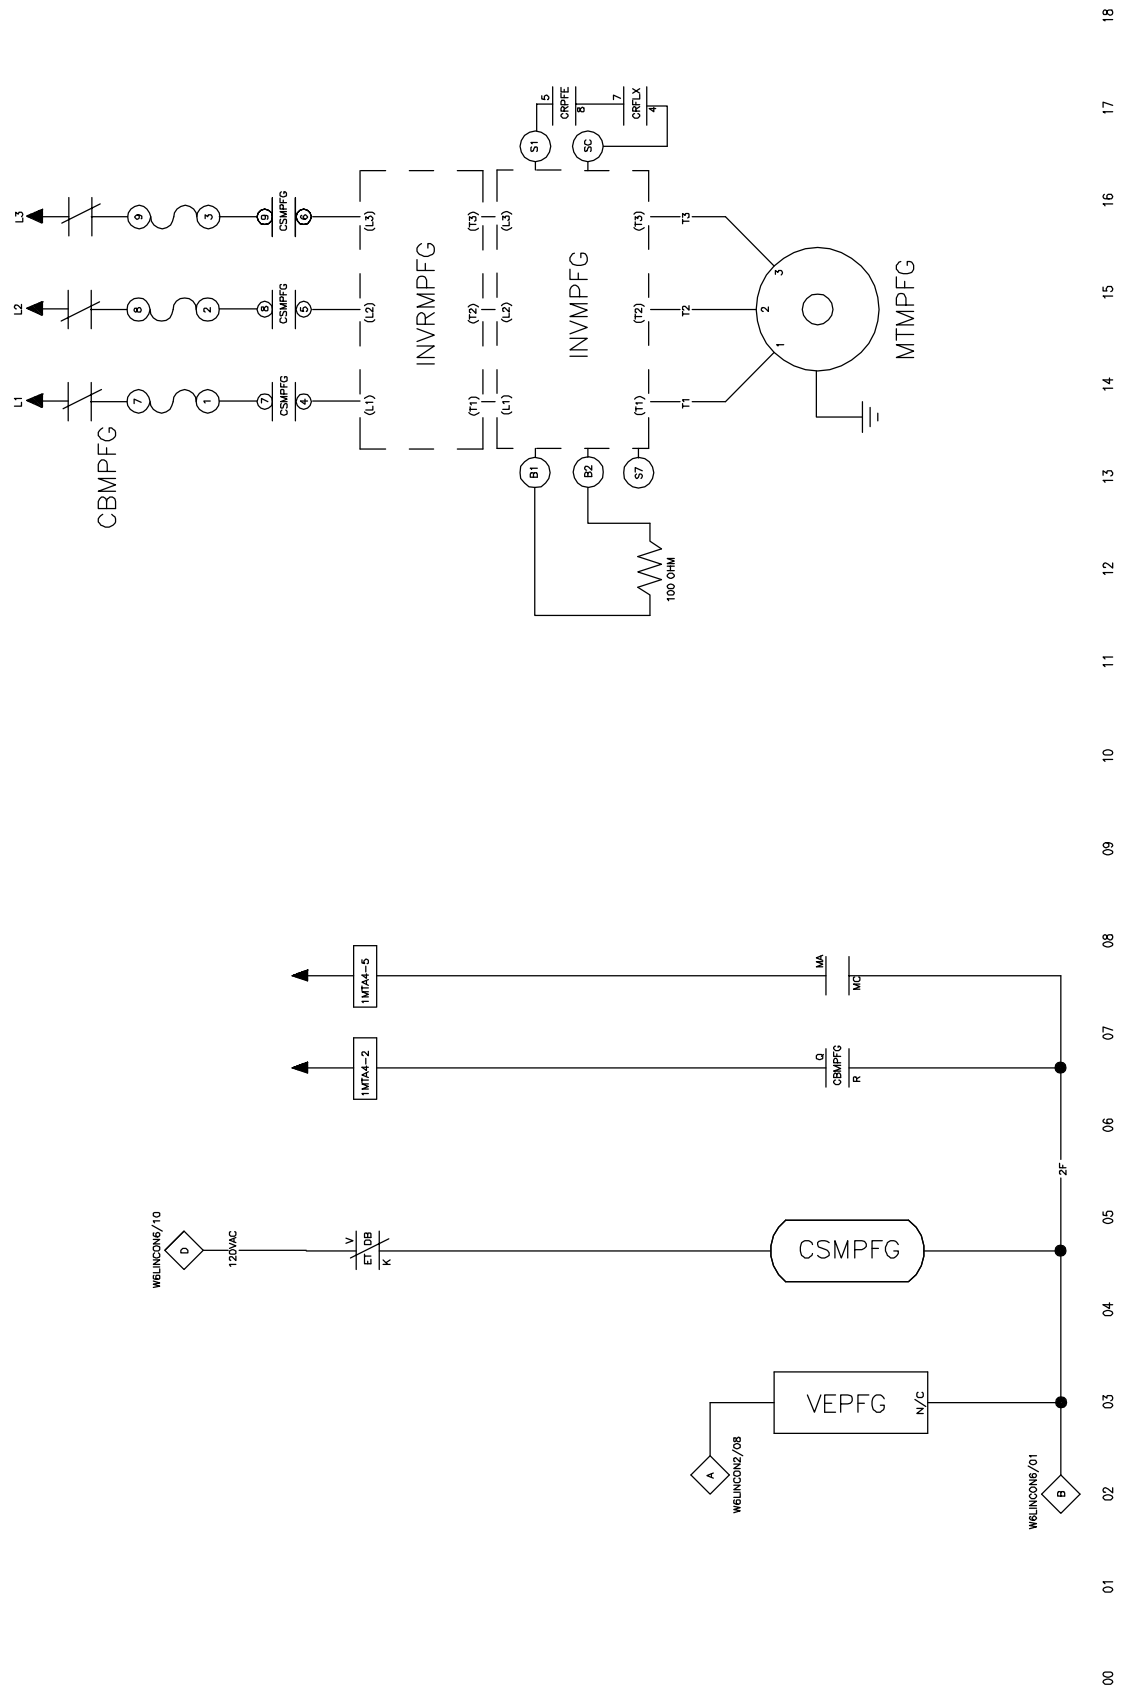 00
01
02
03
04
05
06
07
08
09
10
11
12
13
14
15
16
17
18
W6LINCON6/10
D
120VAC
V
ET DB
K
CSMPFG
A
W6LINCON2/08
VEPFG
N/C
W6LINCON6/01
B
2F
1MTA4-2
Q
CBMPFG
R
1MTA4-5
MA
MC
L1
L2
L3
CBMPFG
7
8
9
1
2
3
7
8
9
CSMPFG
CSMPFG
CSMPFG
4
5
6
(L1)
(L2)
(L3)
INVRMPFG
(T1)
(T2)
(T3)
(L1)
(L2)
(L3)
INVMPFG
B1
B2
S7
100 OHM
S1
SC
5
CRPFE
8
7
CRFLX
4
(T1)
(T2)
(T3)
T1
T2
T3
1
2
3
MTMPFG